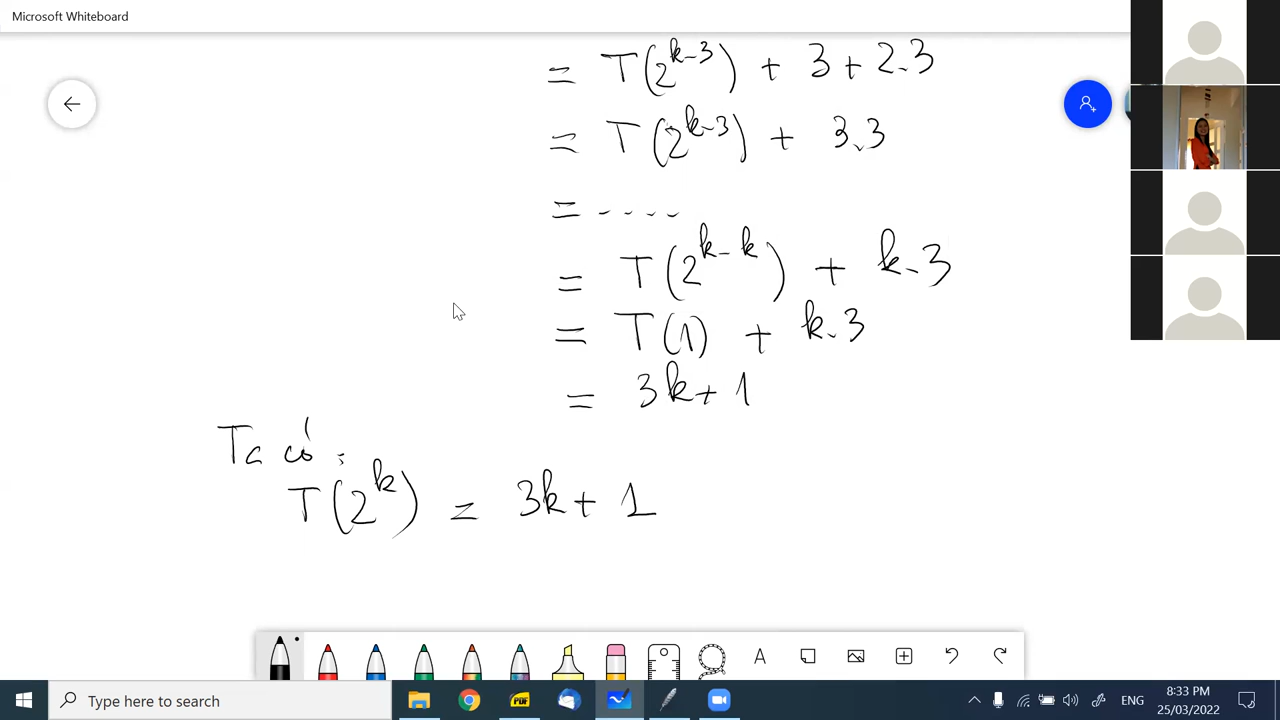 Microsoft Whiteboard
= T(2^{k-3}) + 3 + 2.3
= T(2^{k-3}) + 3.3
= ....
= T(2^{k-k}) + k.3
= T(1) + k.3
= 3k + 1
Ta có:
T(2^k) = 3k + 1
A
Type here to search
PDF
ENG
8:33 PM
25/03/2022